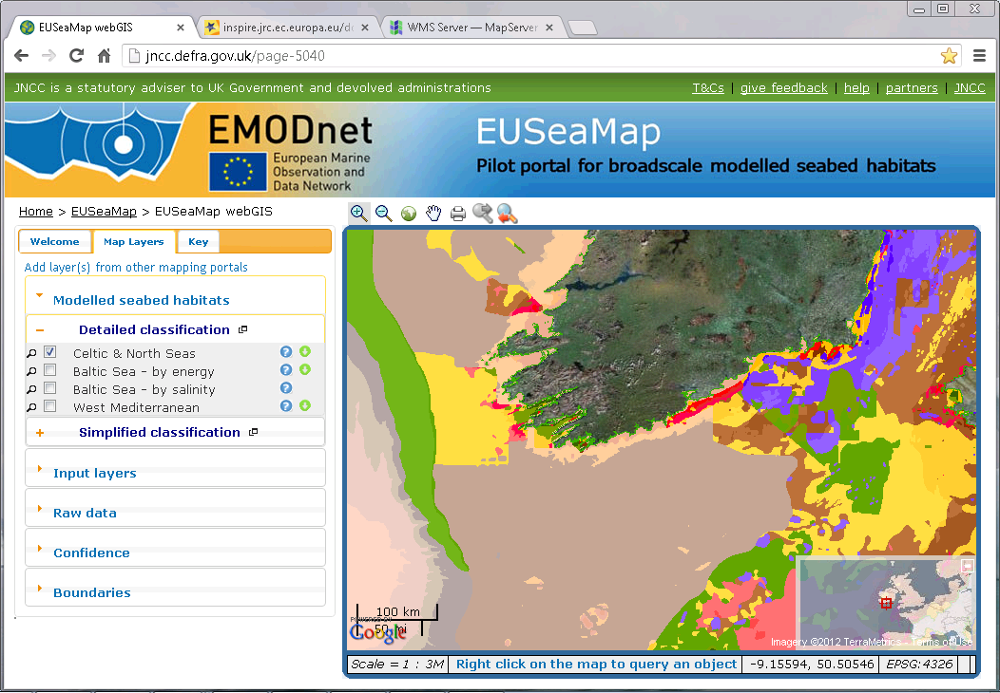 EUSeaMap webGIS
inspire.jrc.ec.europa.eu/do
WMS Server — MapServer
jncc.defra.gov.uk/page-5040
JNCC is a statutory adviser to UK Government and devolved administrations
T&Cs | give feedback | help | partners | JNCC
EMODnet
European Marine
Observation and
Data Network
EUSeaMap
Pilot portal for broadscale modelled seabed habitats
Home > EUSeaMap > EUSeaMap webGIS
Welcome
Map Layers
Key
Add layer(s) from other mapping portals
Modelled seabed habitats
Detailed classification
Celtic & North Seas
Baltic Sea - by energy
Baltic Sea - by salinity
West Mediterranean
Simplified classification
Input layers
Raw data
Confidence
Boundaries
100 km
POWERED BY
50 mi
Google
Imagery ©2012 TerraMetrics - Terms of Use
Scale = 1 : 3M
Right click on the map to query an object
-9.15594, 50.50546
EPSG:4326